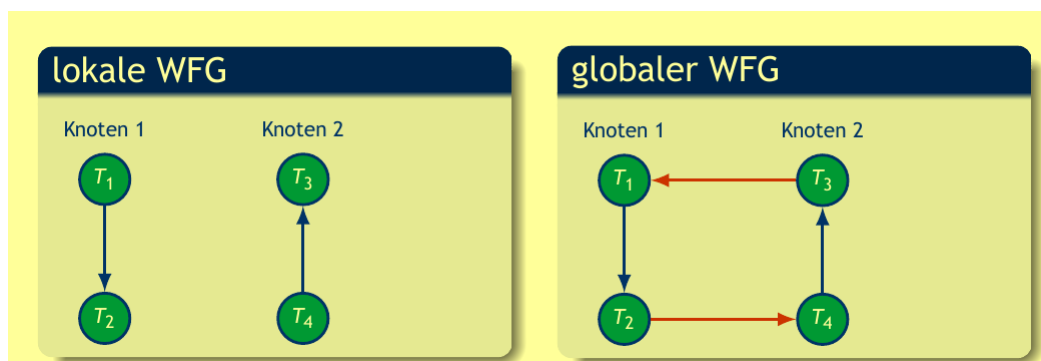 lokale WFG
Knoten 1 Knoten 2
T1 T3
T2 T4
globaler WFG
Knoten 1 Knoten 2
T1 T3
T2 T4